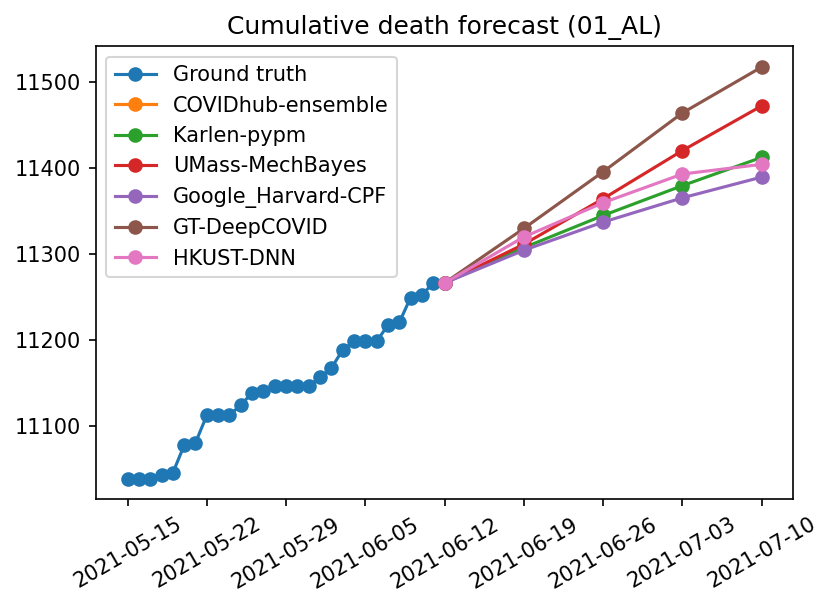 Cumulative death forecast (01_AL)
11500
11400
11300
11200
11100
Ground truth
COVIDhub-ensemble
Karlen-pypm
UMass-MechBayes
Google_Harvard-CPF
GT-DeepCOVID
HKUST-DNN
2021-05-15
2021-05-22
2021-05-29
2021-06-05
2021-06-12
2021-06-19
2021-06-26
2021-07-03
2021-07-10